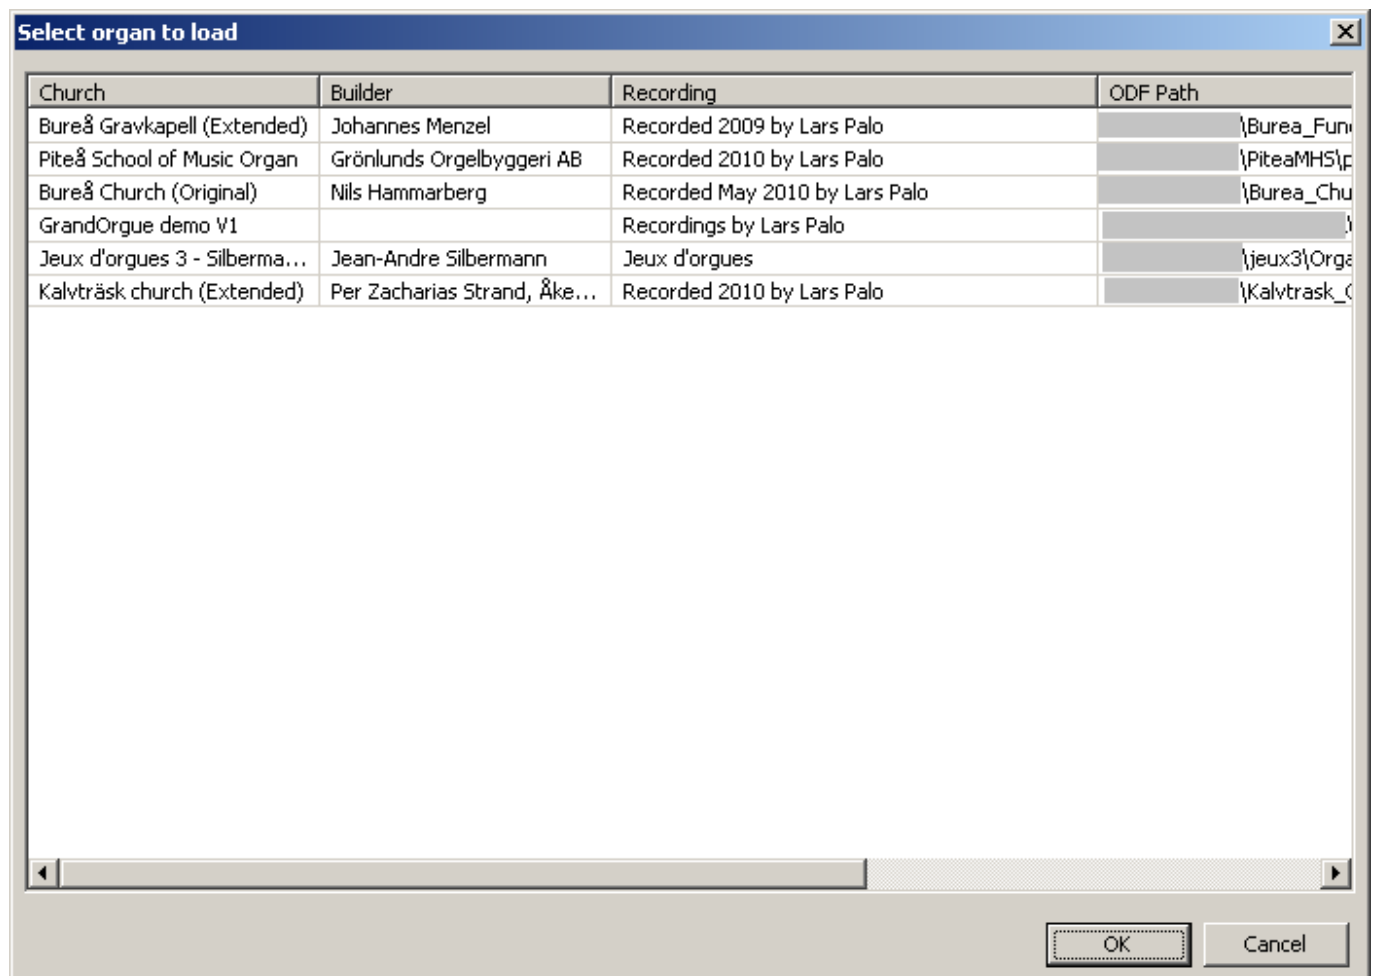 Select organ to load
Church Builder Recording ODF Path
Bureå Gravkapell (Extended) Johannes Menzel Recorded 2009 by Lars Palo \Burea_Fun
Piteå School of Music Organ Grönlunds Orgelbyggeri AB Recorded 2010 by Lars Palo \PiteaMHS\p
Bureå Church (Original) Nils Hammarberg Recorded May 2010 by Lars Palo \Burea_Chu
GrandOrgue demo V1 Recordings by Lars Palo
Jeux d'orgues 3 - Silberma... Jean-Andre Silbermann Jeux d'orgues \jeux3\Orga
Kalvträsk church (Extended) Per Zacharias Strand, Åke... Recorded 2010 by Lars Palo \Kalvtrask_
OK Cancel